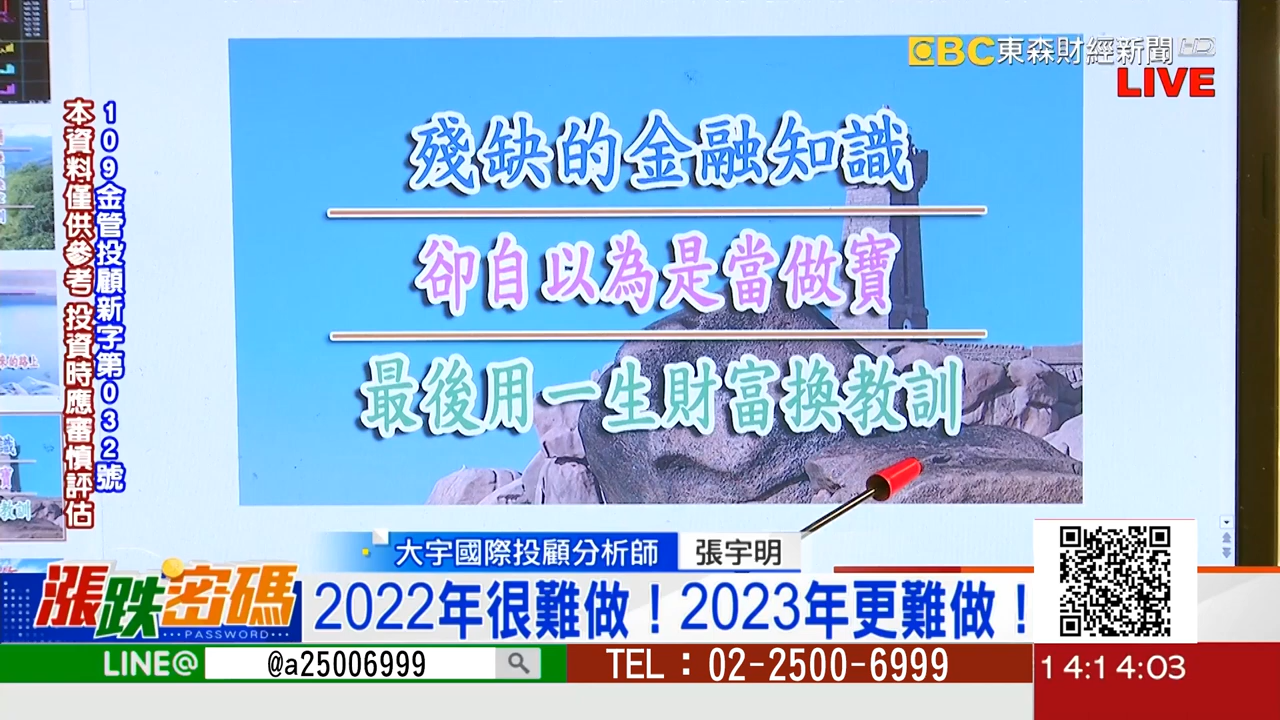 EBC東森財經新聞HD
LIVE
殘缺的金融知識
卻自以為是當做寶
最後用一生財富換教訓
109金管投顧新字第032號
本資料僅供參考 投資時應審慎評估
大宇國際投顧分析師 張宇明
漲跌密碼
PASSWORD
2022年很難做！2023年更難做！
LINE@ @a25006999
TEL：02-2500-6999
14:14:03